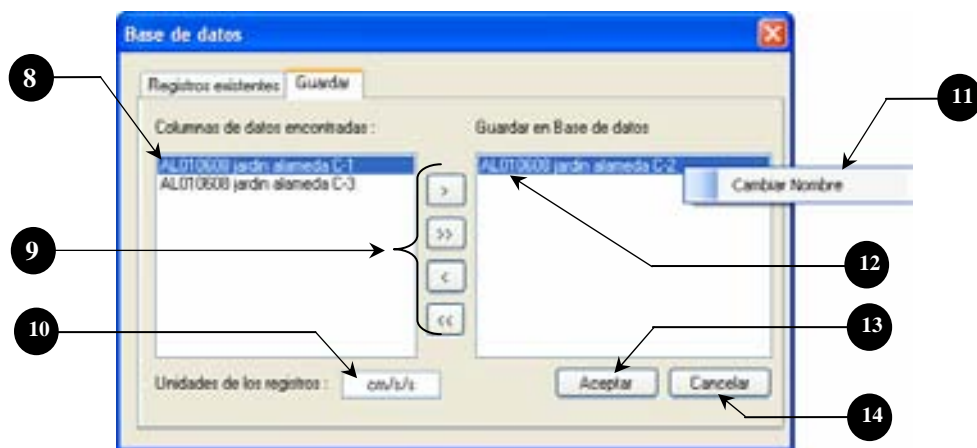 Base de datos
8
Registros existentes Guardar
11
Columnas de datos encontradas :
Guardar en Base de datos
AL010608 jardin alameda C-1
AL010608 jardin alameda C-3
AL010608 jardin alameda C-2
Cambiar Nombre
>
>>
<
<<
9
12
10
13
Unidades de los registros :
cm/s/s
Aceptar
Cancelar
14